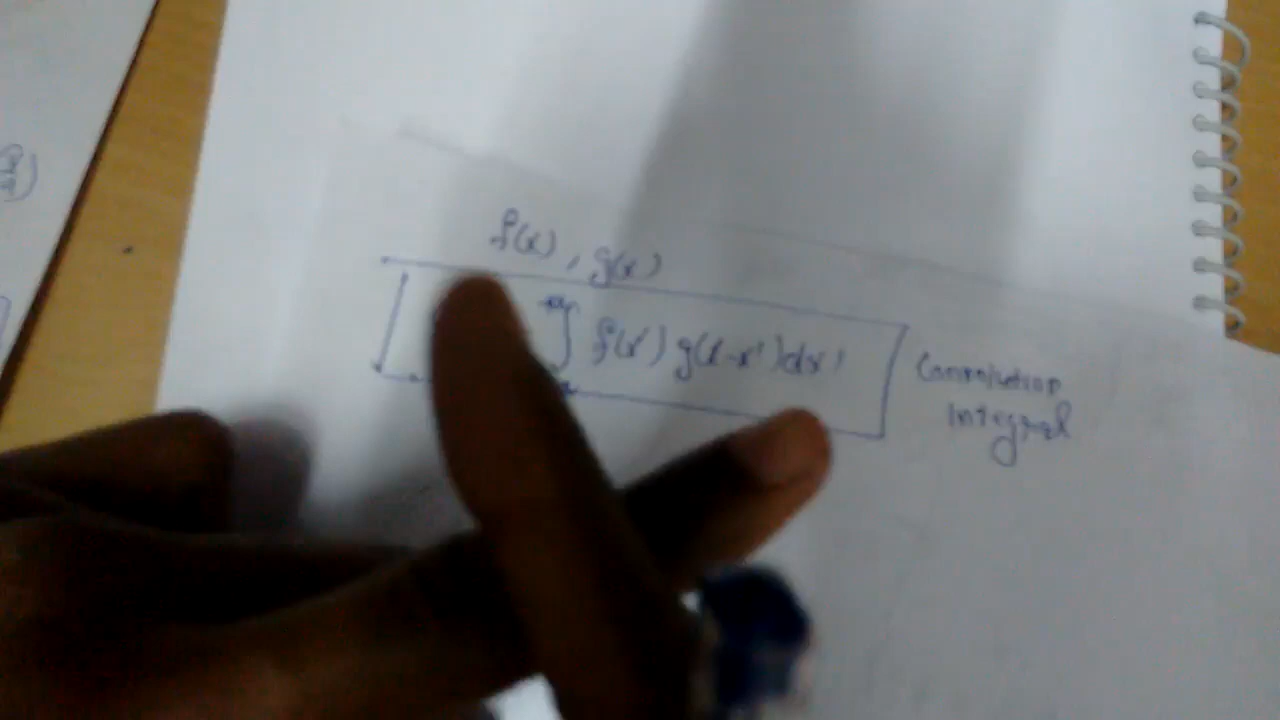 f(x), g(x)
∫ f(x') g(x-x') dx'
Convolution
Integral